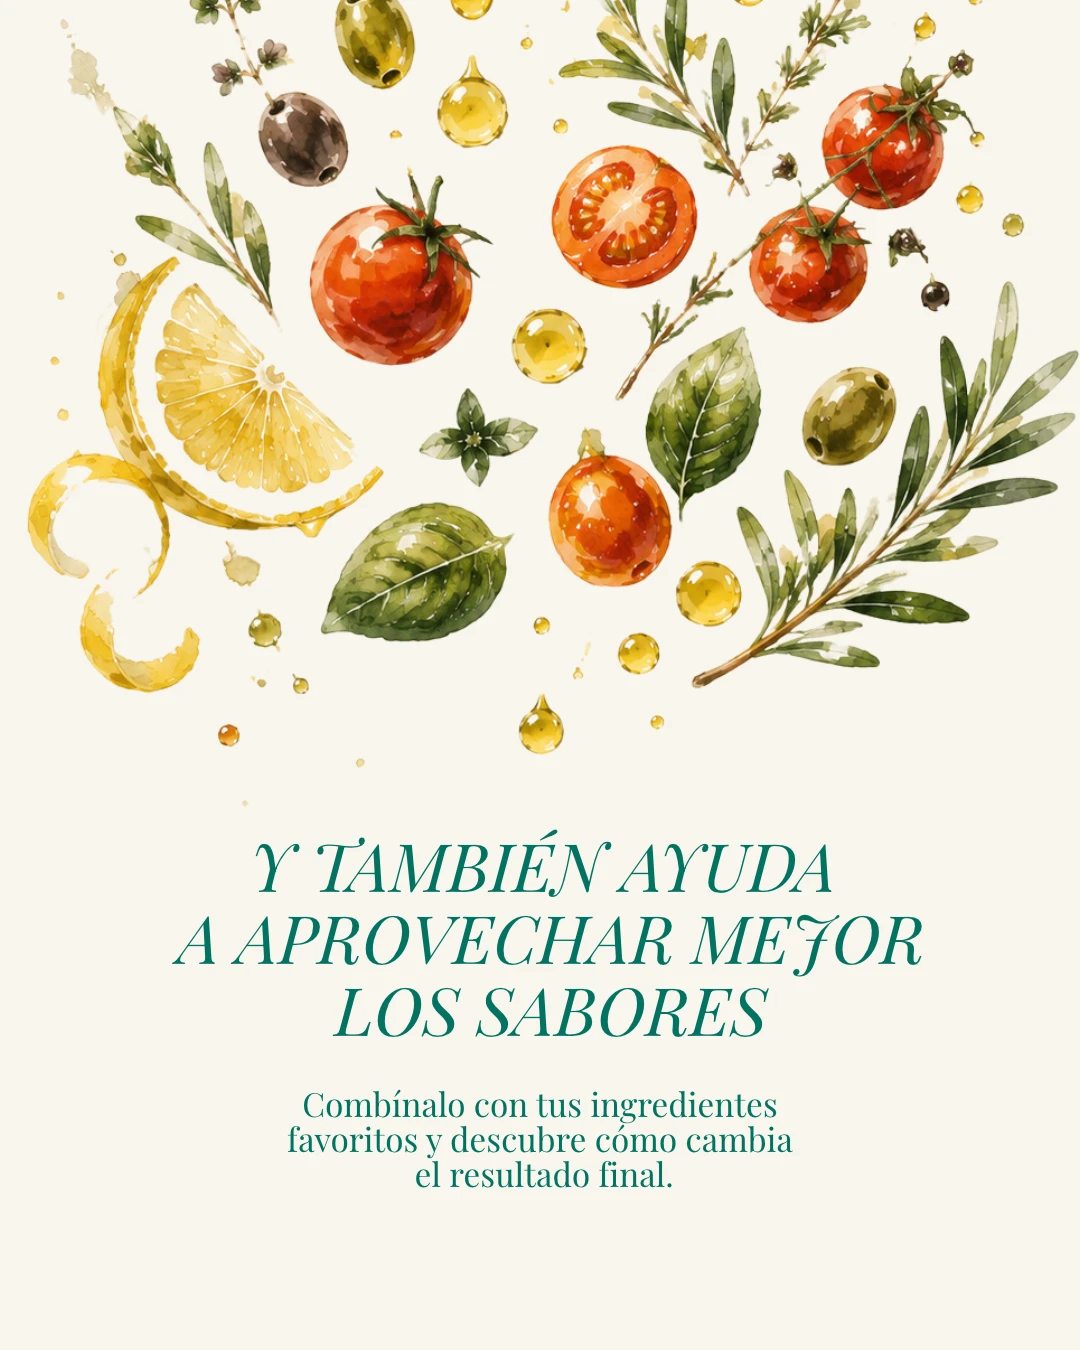 Y TAMBIÉN AYUDA
A APROVECHAR MEJOR
LOS SABORES
Combínalo con tus ingredientes
favoritos y descubre cómo cambia
el resultado final.